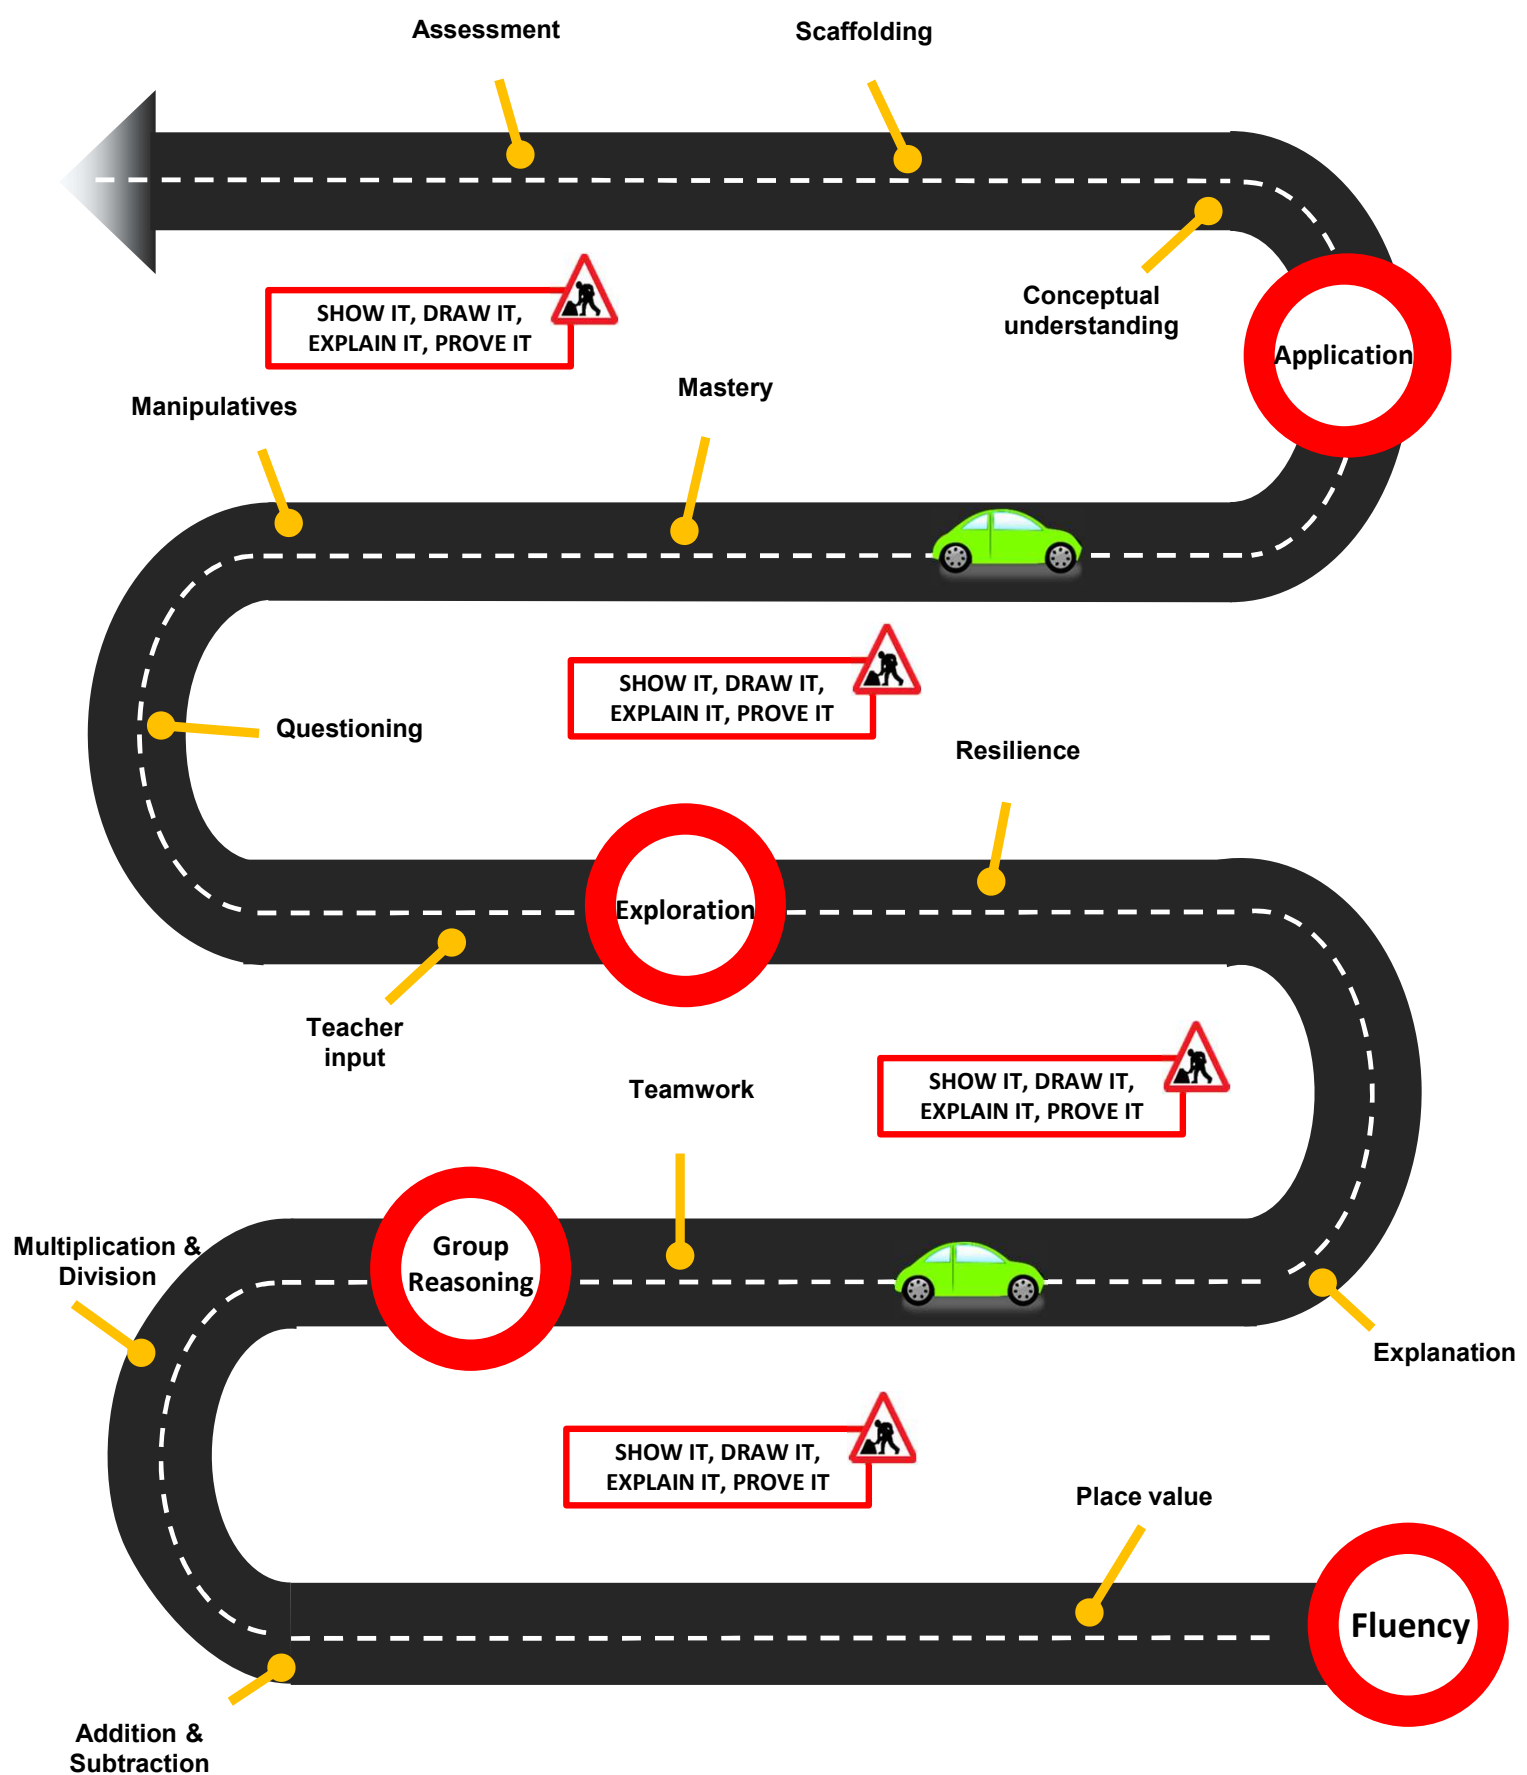 Assessment
Scaffolding
Conceptual
understanding
SHOW IT, DRAW IT,
EXPLAIN IT, PROVE IT
Application
Mastery
Manipulatives
SHOW IT, DRAW IT,
EXPLAIN IT, PROVE IT
Questioning
Resilience
Exploration
Teacher
input
Teamwork
SHOW IT, DRAW IT,
EXPLAIN IT, PROVE IT
Multiplication &
Division
Group
Reasoning
Explanation
SHOW IT, DRAW IT,
EXPLAIN IT, PROVE IT
Place value
Fluency
Addition &
Subtraction